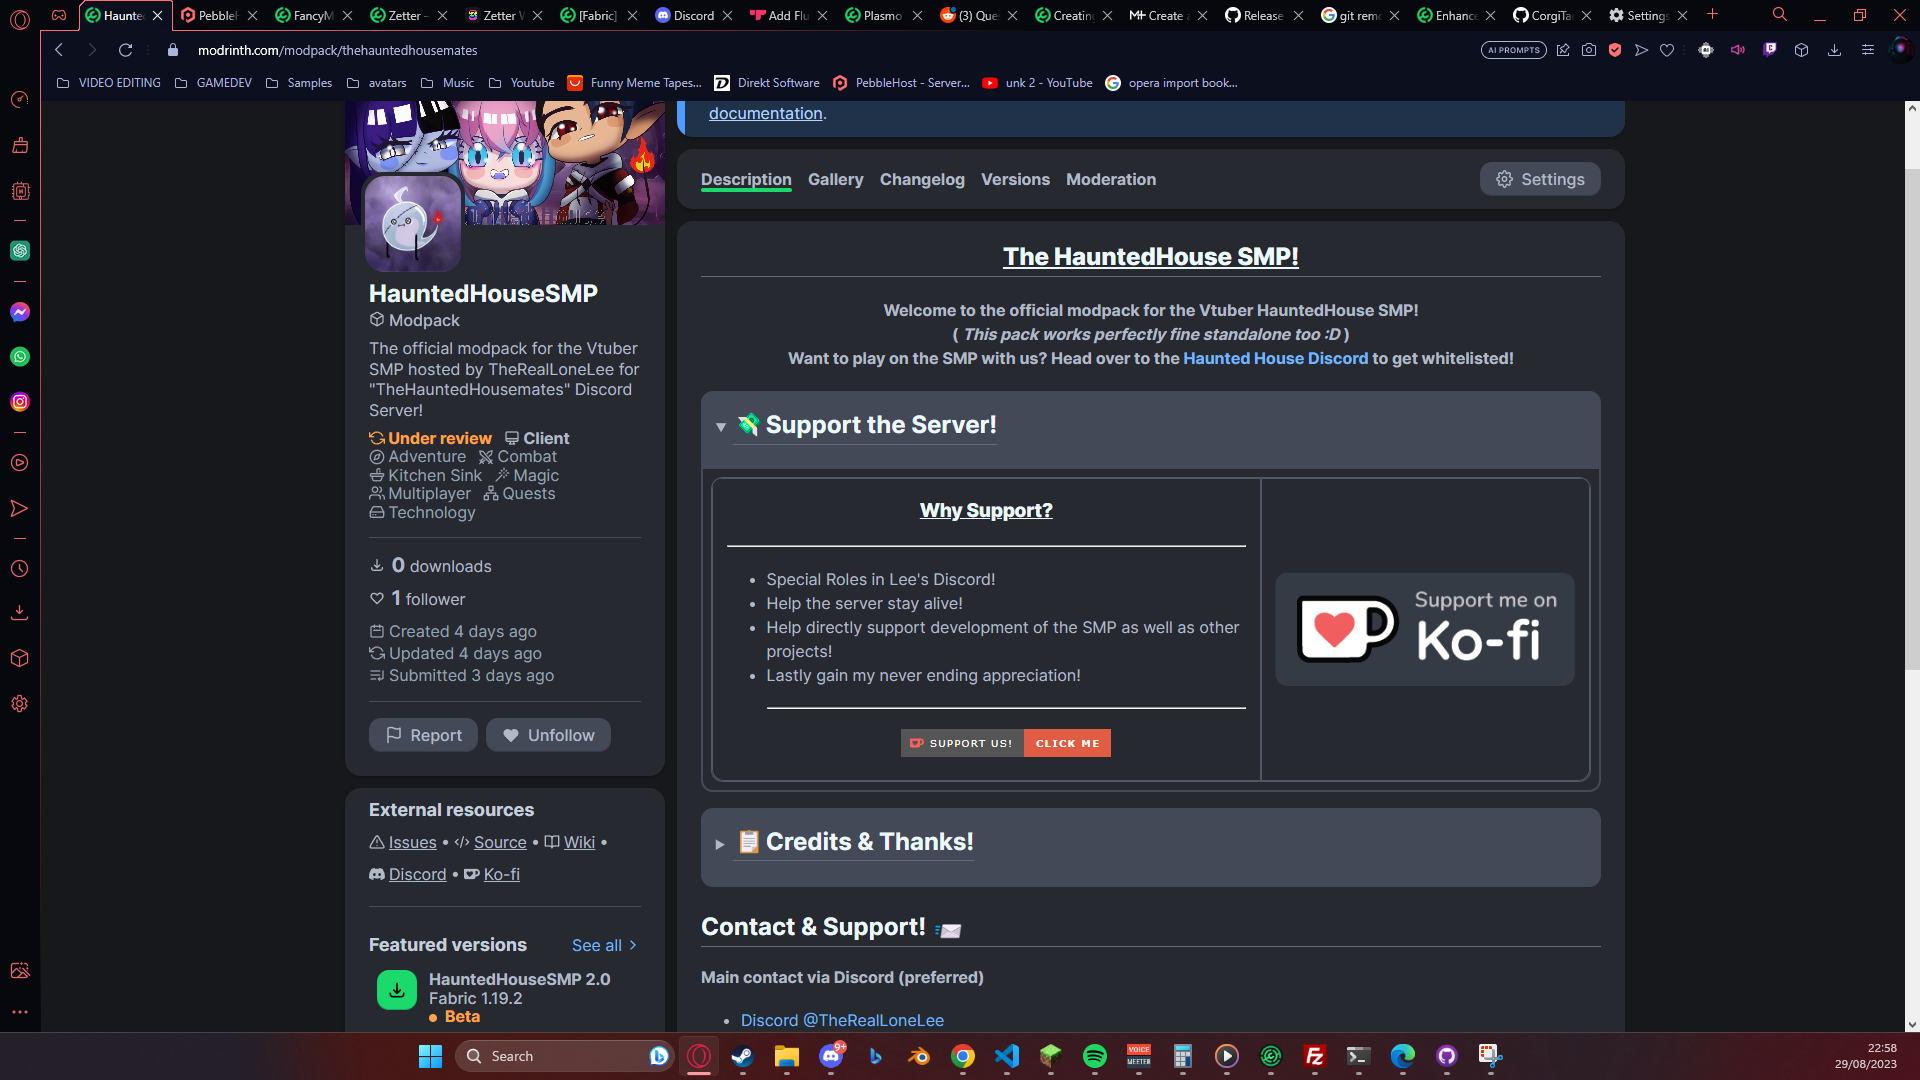 Haunte
PebbleH
FancyM
Zetter –
Zetter W
[Fabric]
Discord
Add Flu
Plasmo
(3) Que
Creating
Create a
Release
git remo
Enhance
CorgiTa
Settings
modrinth.com/modpack/thehauntedhousemates
AI PROMPTS
VIDEO EDITING
GAMEDEV
Samples
avatars
Music
Youtube
Funny Meme Tapes...
Direkt Software
PebbleHost - Server...
unk 2 - YouTube
opera import book...
documentation.
Description
Gallery
Changelog
Versions
Moderation
Settings
HauntedHouseSMP
Modpack
The official modpack for the Vtuber
SMP hosted by TheRealLoneLee for
"TheHauntedHousemates" Discord
Server!
Under review Client
Adventure Combat
Kitchen Sink Magic
Multiplayer Quests
Technology
0 downloads
1 follower
Created 4 days ago
Updated 4 days ago
Submitted 3 days ago
Report
Unfollow
External resources
Issues • Source • Wiki •
Discord • Ko-fi
Featured versions
See all
HauntedHouseSMP 2.0
Fabric 1.19.2
Beta
The HauntedHouse SMP!
Welcome to the official modpack for the Vtuber HauntedHouse SMP!
( This pack works perfectly fine standalone too :D )
Want to play on the SMP with us? Head over to the Haunted House Discord to get whitelisted!
Support the Server!
Why Support?
• Special Roles in Lee's Discord!
• Help the server stay alive!
• Help directly support development of the SMP as well as other
projects!
• Lastly gain my never ending appreciation!
SUPPORT US! CLICK ME
Support me on
Ko-fi
Credits & Thanks!
Contact & Support!
Main contact via Discord (preferred)
• Discord @TheRealLoneLee
Search
9+
VOICE
MEETER
22:58
29/08/2023